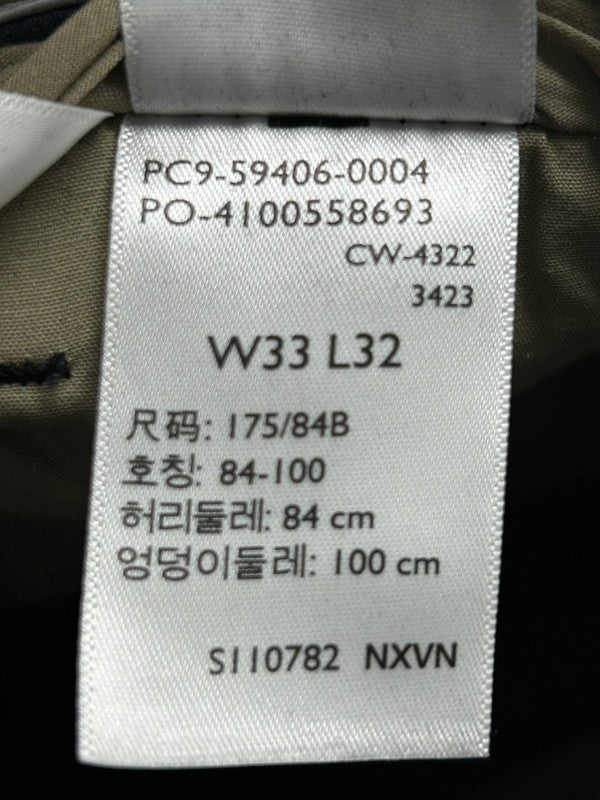 PC9-59406-0004
PO-4100558693
CW-4322
3423
W33 L32
尺码: 175/84B
호칭: 84-100
허리둘레: 84 cm
엉덩이둘레: 100 cm
S110782 NXVN